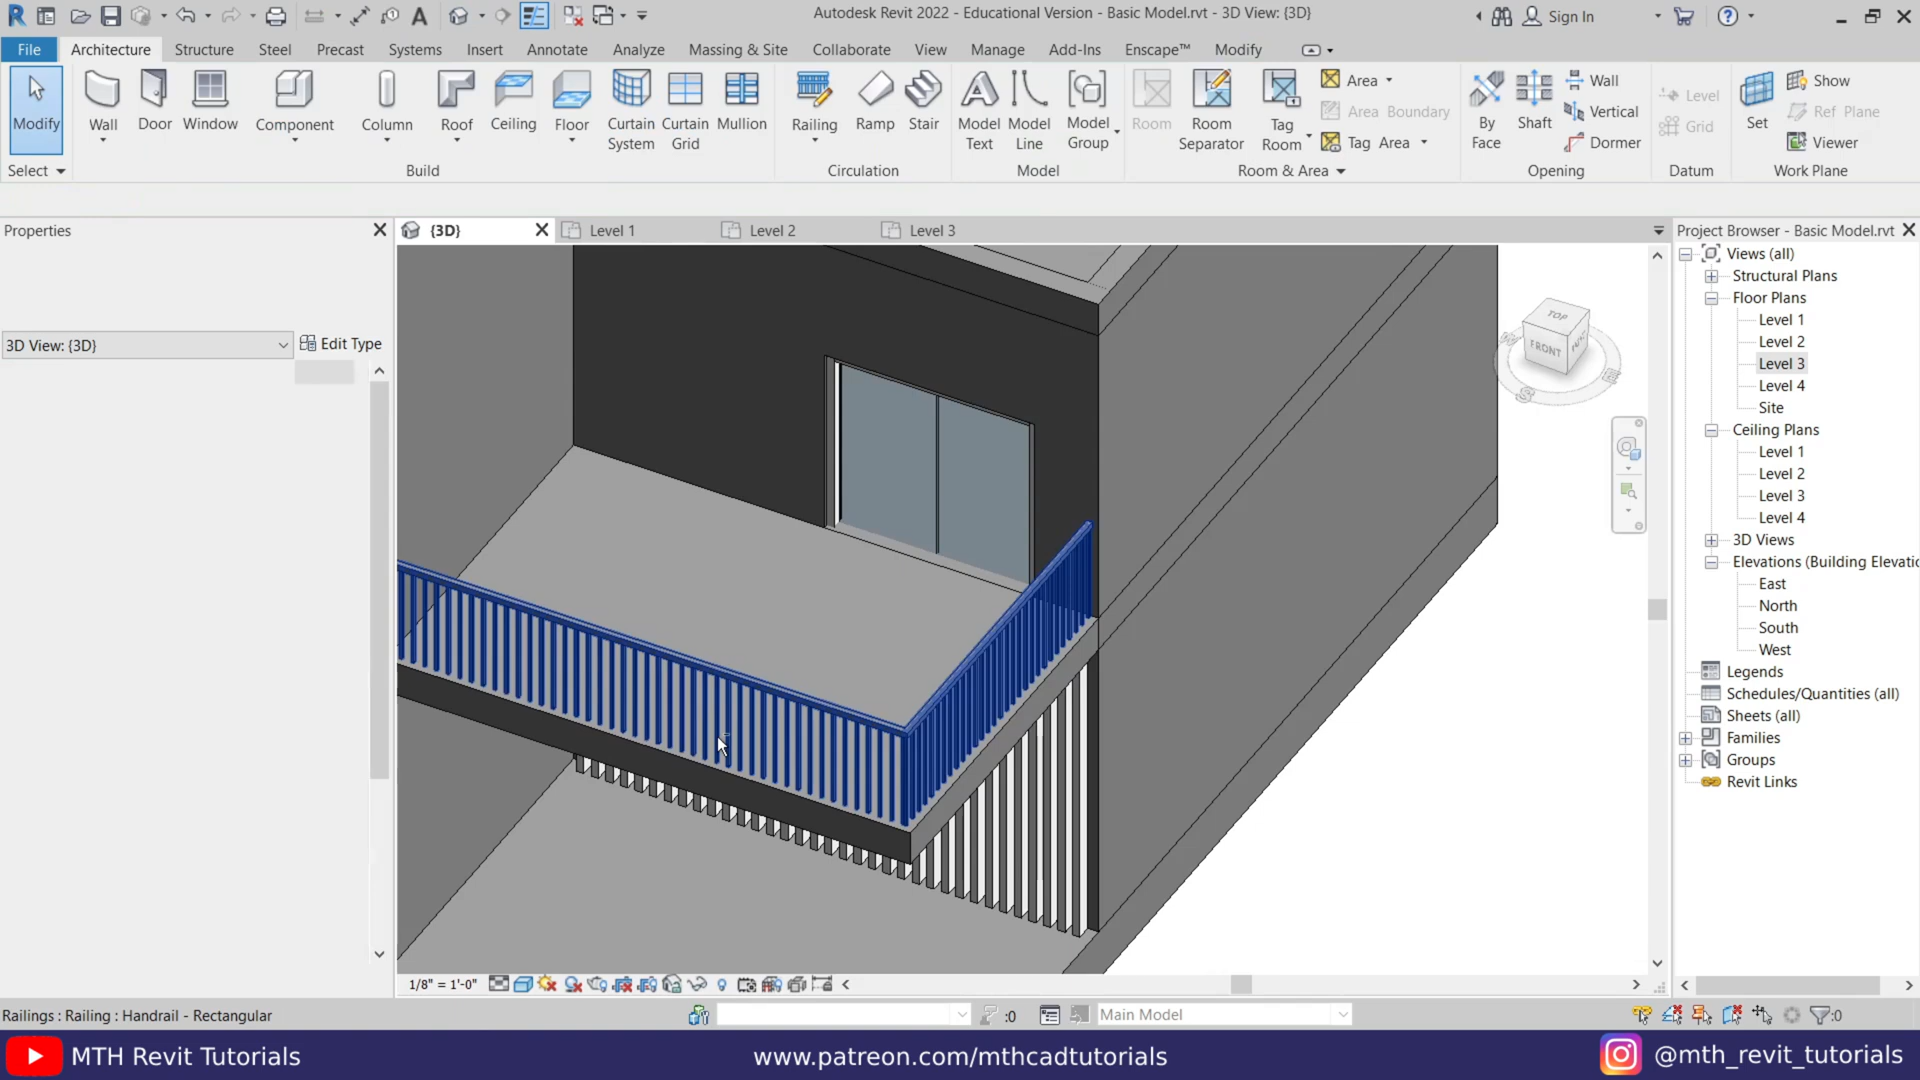 Autodesk Revit 2022 - Educational Version - Basic Model.rvt - 3D View: {3D}
Sign In
File Architecture Structure Steel Precast Systems Insert Annotate Analyze Massing & Site Collaborate View Manage Add-Ins Enscape™ Modify
Modify
Wall
Door
Window
Component
Column
Roof
Ceiling
Floor
Curtain System
Curtain Grid
Mullion
Railing
Ramp
Stair
Model Text
Model Line
Model Group
Room
Room Separator
Tag Room
Area
Area Boundary
Tag Area
By Face
Shaft
Wall
Vertical
Dormer
Level
Grid
Set
Show
Ref Plane
Viewer
Select
Build
Circulation
Model
Room & Area
Opening
Datum
Work Plane
Properties
{3D}
Level 1
Level 2
Level 3
Project Browser - Basic Model.rvt
3D View: {3D}
Edit Type
TOP
FRONT
S
E
Views (all)
Structural Plans
Floor Plans
Level 1
Level 2
Level 3
Level 4
Site
Ceiling Plans
Level 1
Level 2
Level 3
Level 4
3D Views
Elevations (Building Elevatio
East
North
South
West
Legends
Schedules/Quantities (all)
Sheets (all)
Families
Groups
Revit Links
1/8" = 1'-0"
Railings : Railing : Handrail - Rectangular
:0
Main Model
:0
MTH Revit Tutorials
www.patreon.com/mthcadtutorials
@mth_revit_tutorials